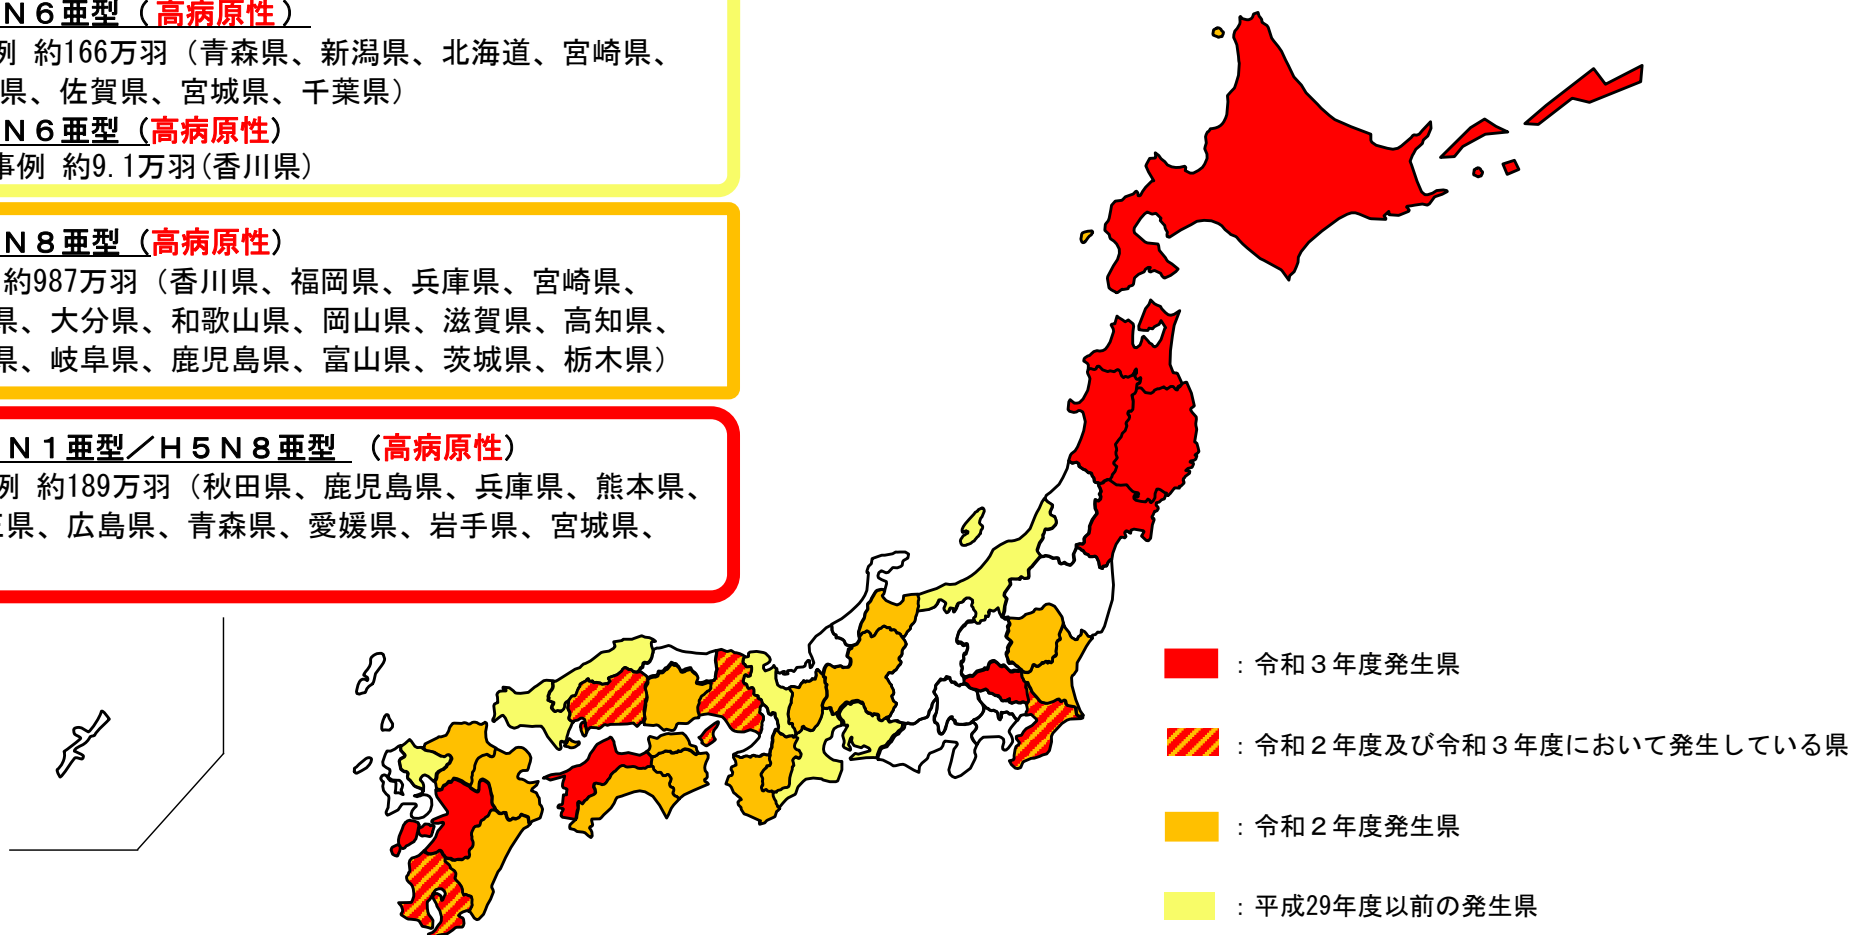 Ｎ６亜型（高病原性）
例 約166万羽（青森県、新潟県、北海道、宮崎県、
県、佐賀県、宮城県、千葉県）
Ｎ６亜型（高病原性）
事例 約9.1万羽(香川県)
Ｎ８亜型（高病原性）
約987万羽（香川県、福岡県、兵庫県、宮崎県、
県、大分県、和歌山県、岡山県、滋賀県、高知県、
県、岐阜県、鹿児島県、富山県、茨城県、栃木県）
Ｎ１亜型／Ｈ５Ｎ８亜型 （高病原性）
例 約189万羽（秋田県、鹿児島県、兵庫県、熊本県、
県、広島県、青森県、愛媛県、岩手県、宮城県、
：令和３年度発生県
：令和２年度及び令和３年度において発生している県
：令和２年度発生県
：平成29年度以前の発生県